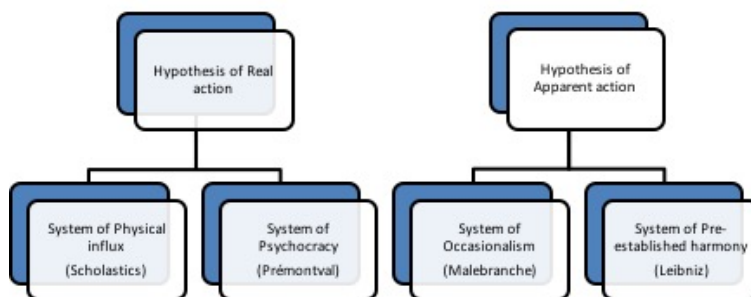 Hypothesis of Real
action
Hypothesis of
Apparent action
System of Physical
influx
(Scholastics)
System of
Psychocracy
(Prémontval)
System of
Occasionalism
(Malebranche)
System of Pre-
established harmony
(Leibniz)